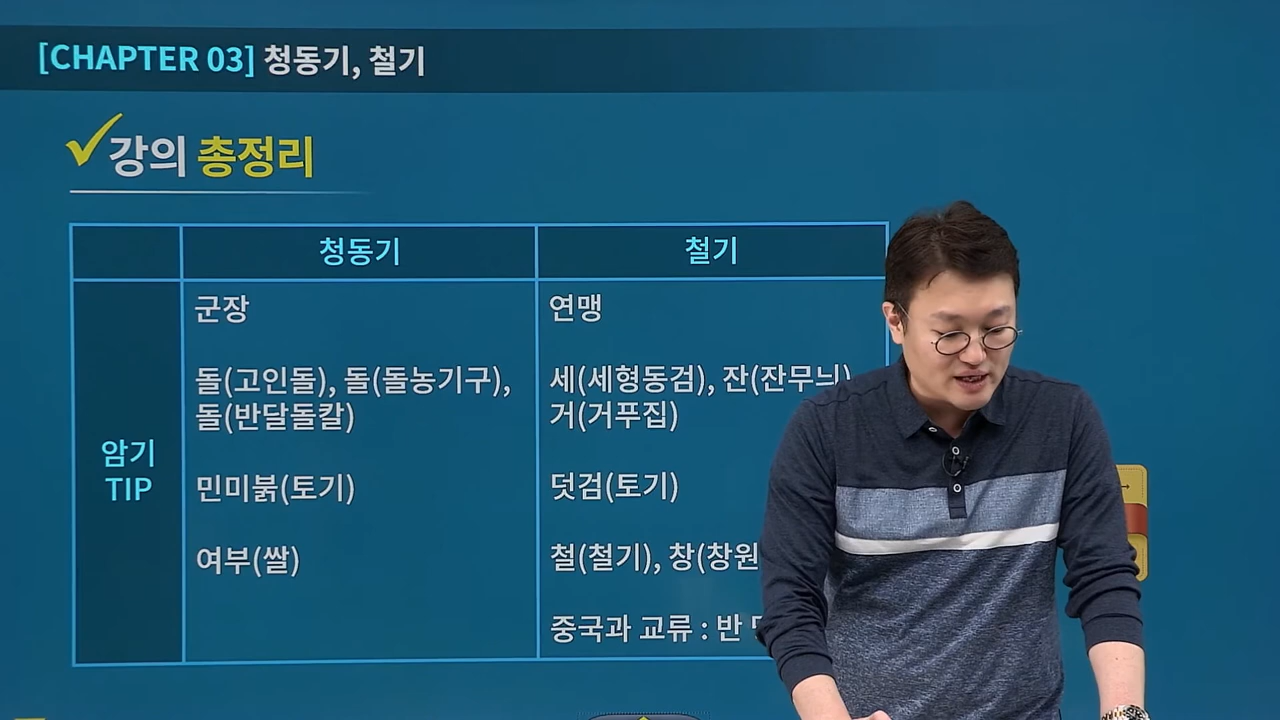 [CHAPTER 03] 청동기, 철기
강의 총정리
청동기
철기
암기
TIP
군장
돌(고인돌), 돌(돌농기구),
돌(반달돌칼)
민미붉(토기)
여부(쌀)
연맹
세(세형동검), 잔(잔무늬)
거(거푸집)
덧검(토기)
철(철기), 창(창원
중국과 교류 : 반